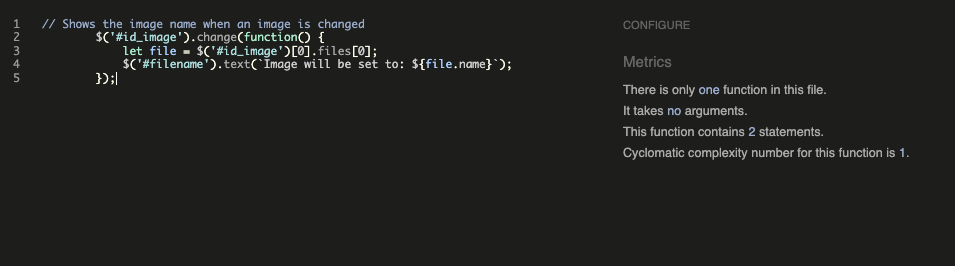 1 // Shows the image name when an image is changed
2 $('#id_image').change(function() {
3 let file = $('#id_image')[0].files[0];
4 $('#filename').text(`Image will be set to: ${file.name}`);
5 });
CONFIGURE
Metrics
There is only one function in this file.
It takes no arguments.
This function contains 2 statements.
Cyclomatic complexity number for this function is 1.